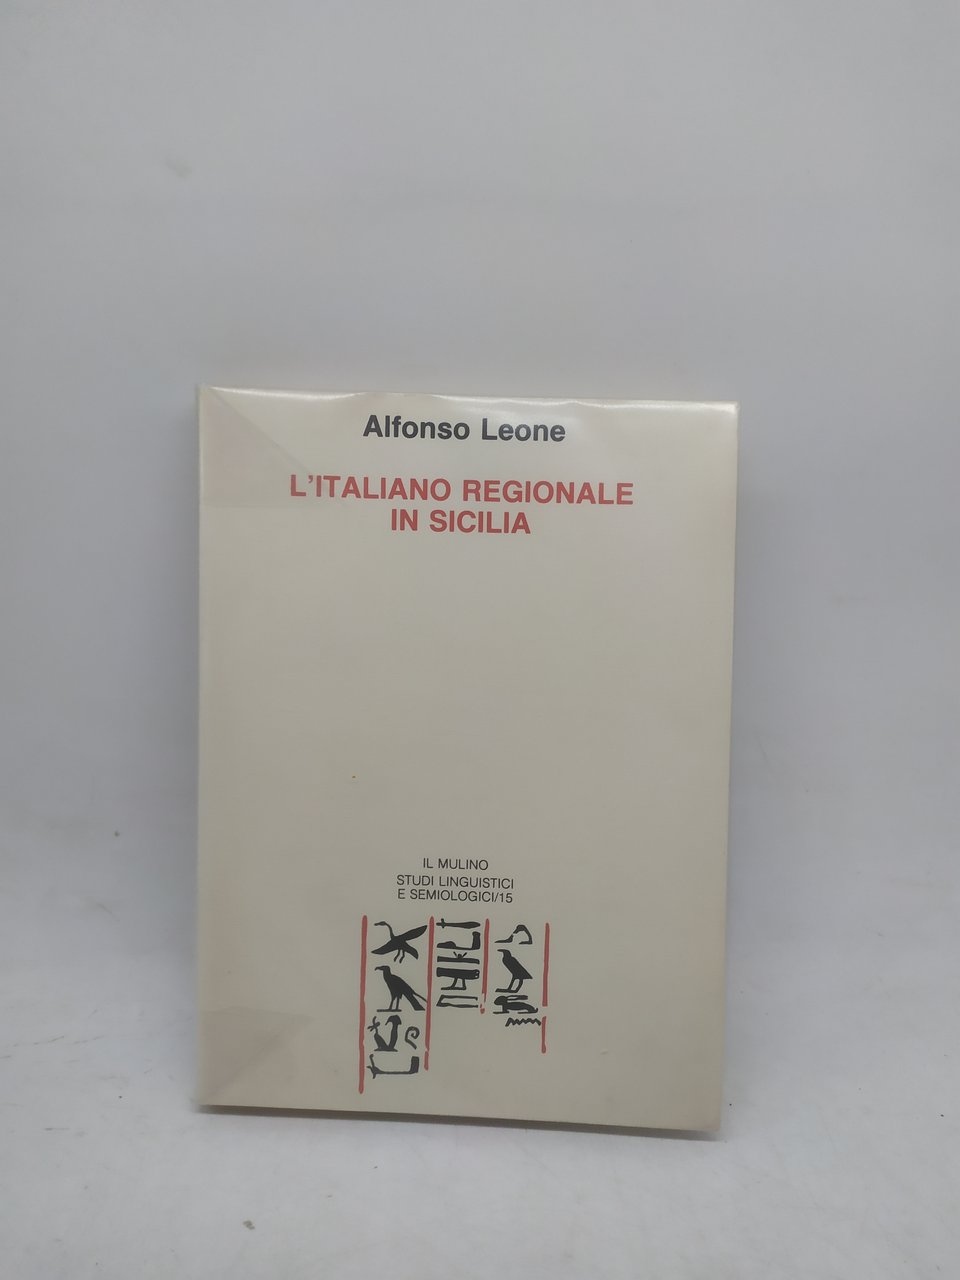 Alfonso Leone
L'ITALIANO REGIONALE
IN SICILIA
IL MULINO
STUDI LINGUISTICI
E SEMIOLOGICI/15